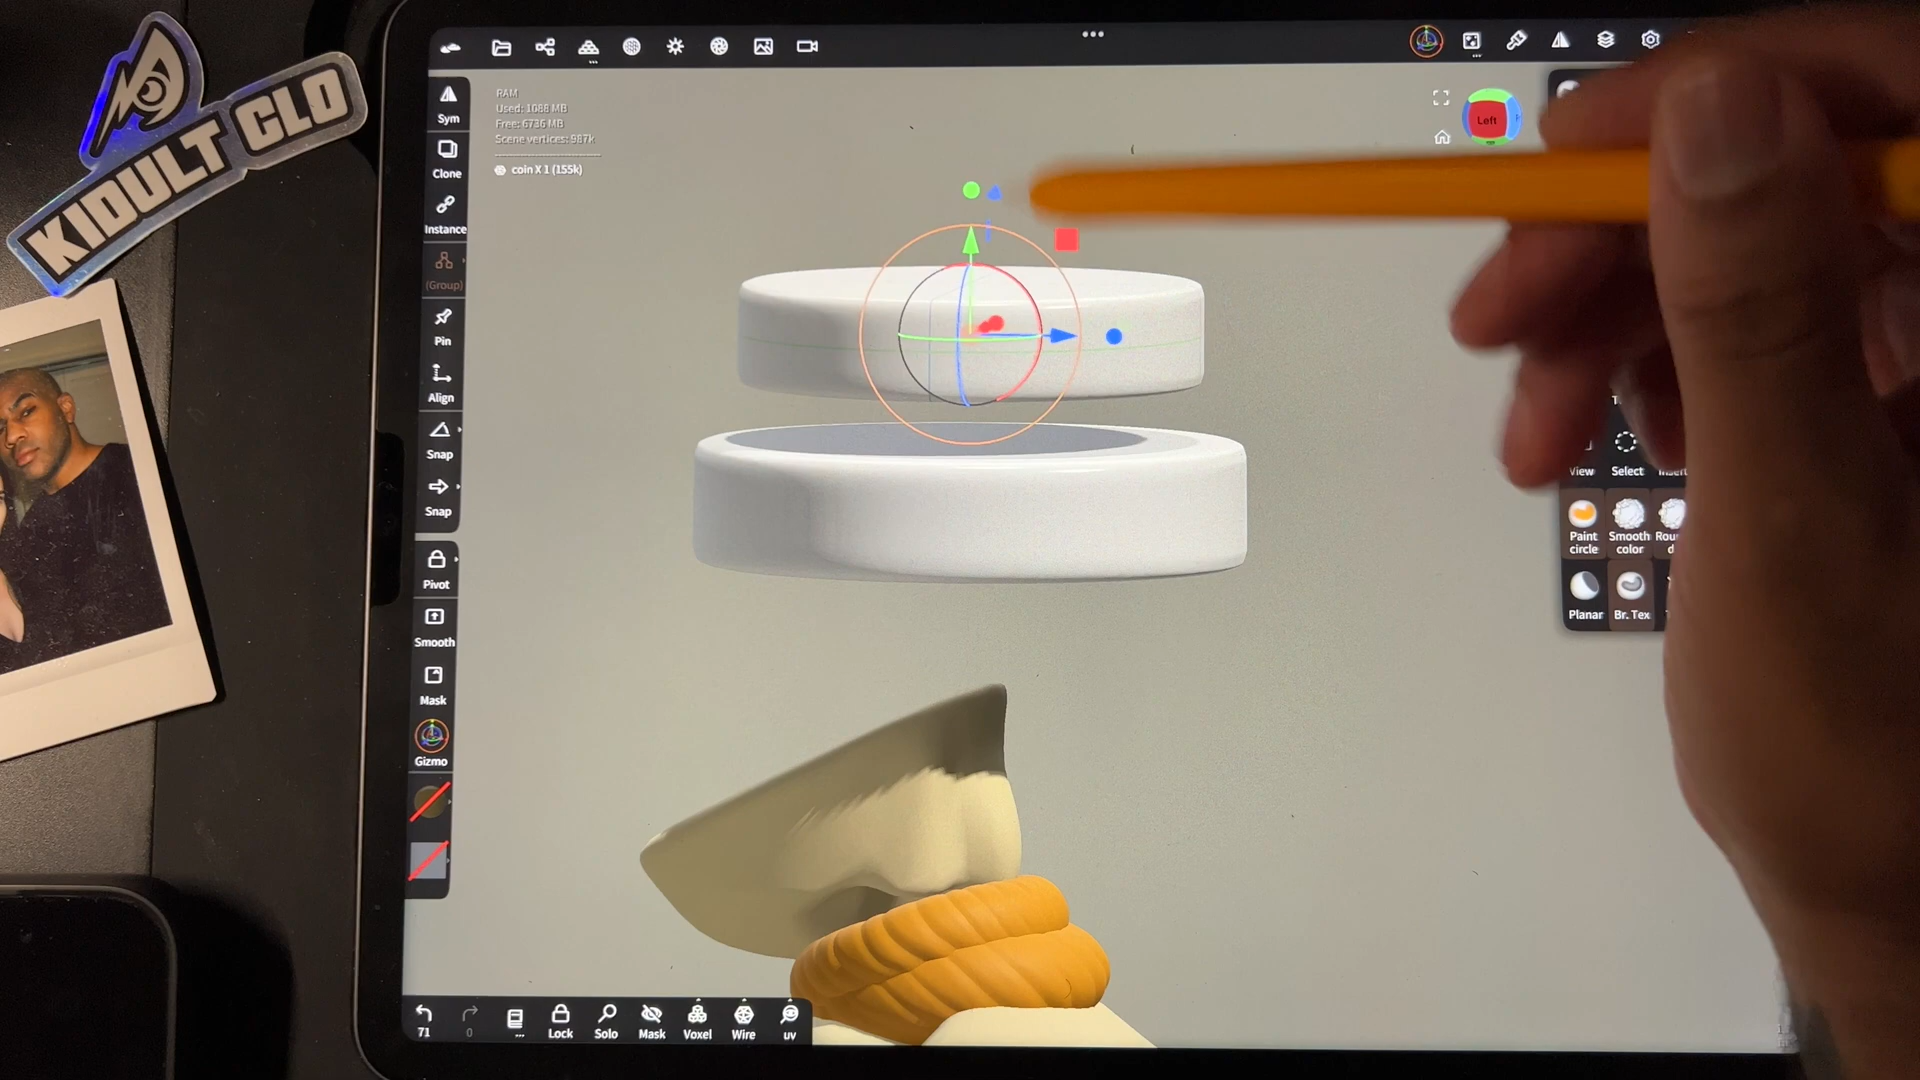 KIDULT CLO
RAM
Used: 1088 MB
Free: 6736 MB
Scene vertices: 987k
coin X 1 (155k)
Left
Sym
Clone
Instance
(Group)
Pin
Align
Snap
Snap
Pivot
Smooth
Mask
Gizmo
View
Select
Insert
Paint circle
Smooth color
Planar
Br. Tex
71
0
Lock
Solo
Mask
Voxel
Wire
uv